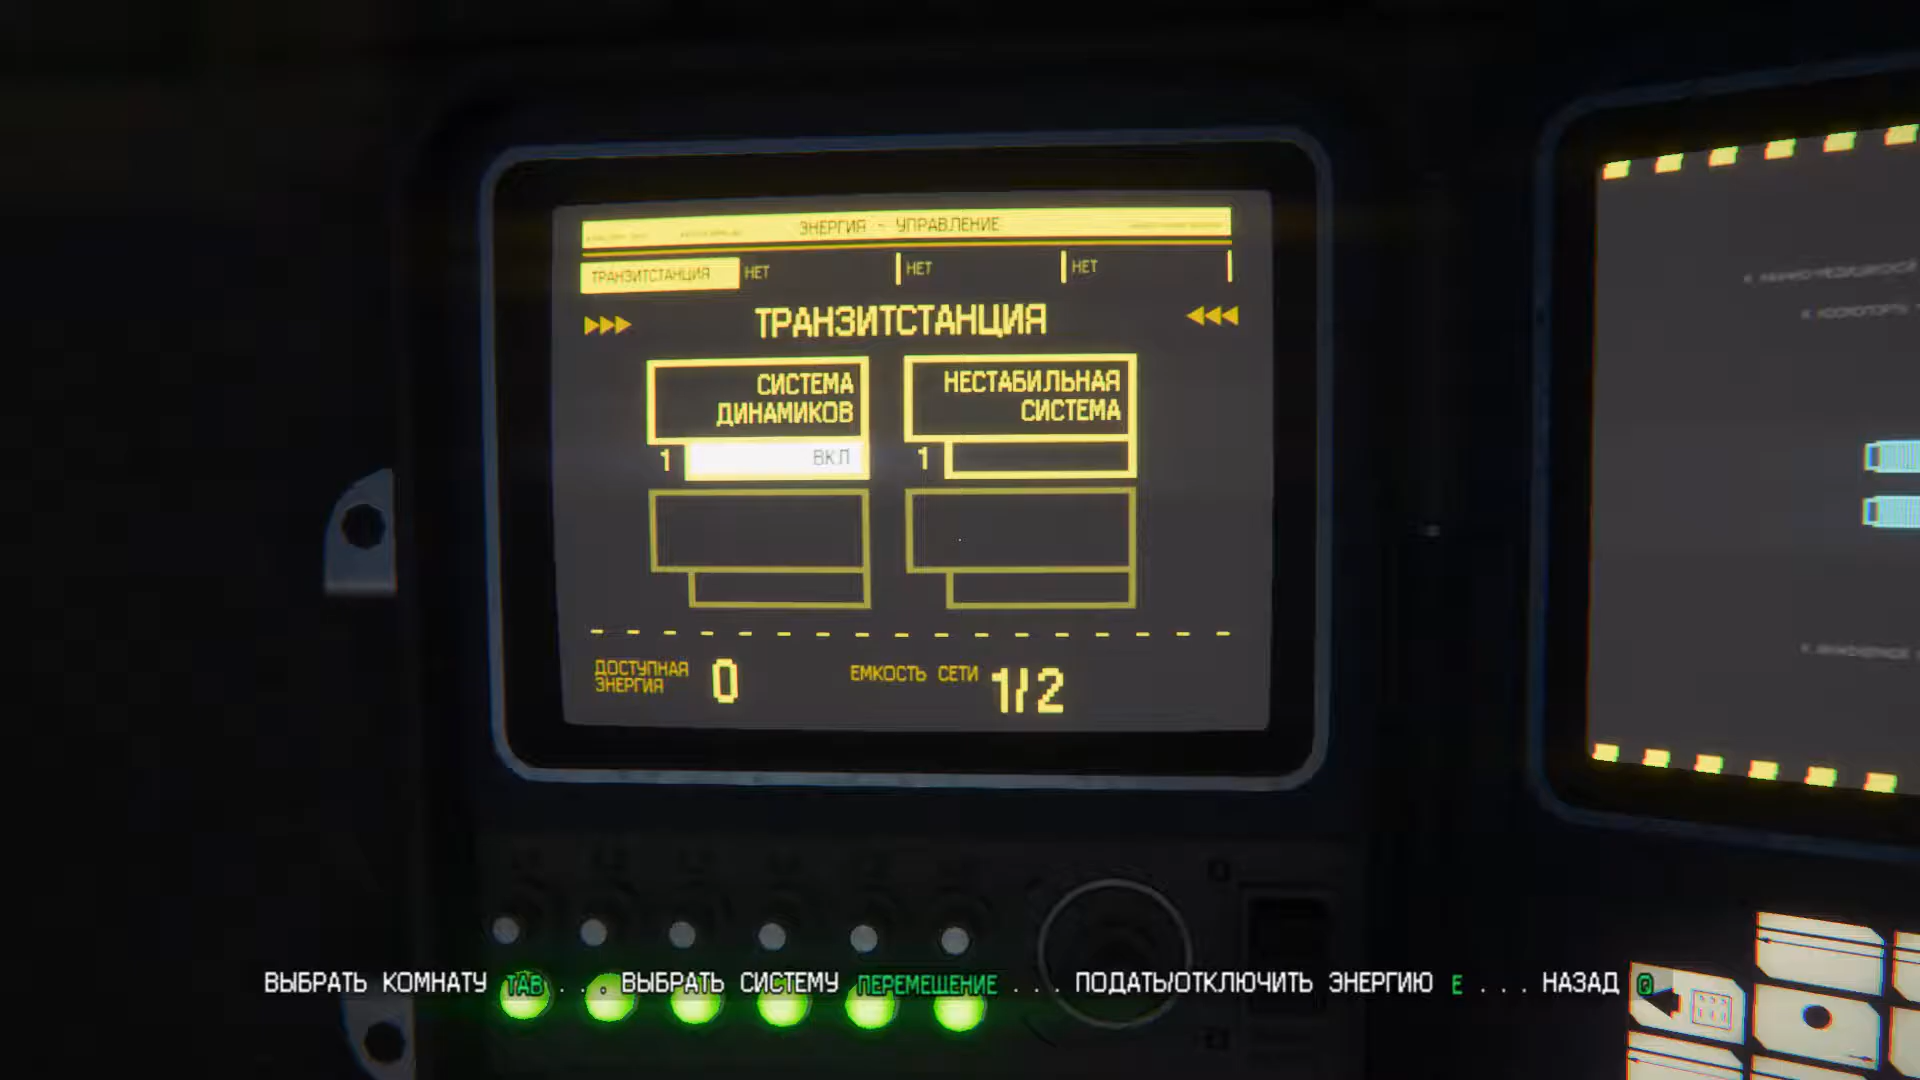 ЭНЕРГИЯ - УПРАВЛЕНИЕ
ТРАНЗИТСТАНЦИЯ НЕТ НЕТ НЕТ
ТРАНЗИТСТАНЦИЯ
СИСТЕМА
ДИНАМИКОВ
1 ВКЛ
НЕСТАБИЛЬНАЯ
СИСТЕМА
1
ДОСТУПНАЯ
ЭНЕРГИЯ 0
ЕМКОСТЬ СЕТИ 1/2
ВЫБРАТЬ КОМНАТУ TAB . . . ВЫБРАТЬ СИСТЕМУ ПЕРЕМЕЩЕНИЕ . . . ПОДАТЬ/ОТКЛЮЧИТЬ ЭНЕРГИЮ E . . . НАЗАД Q